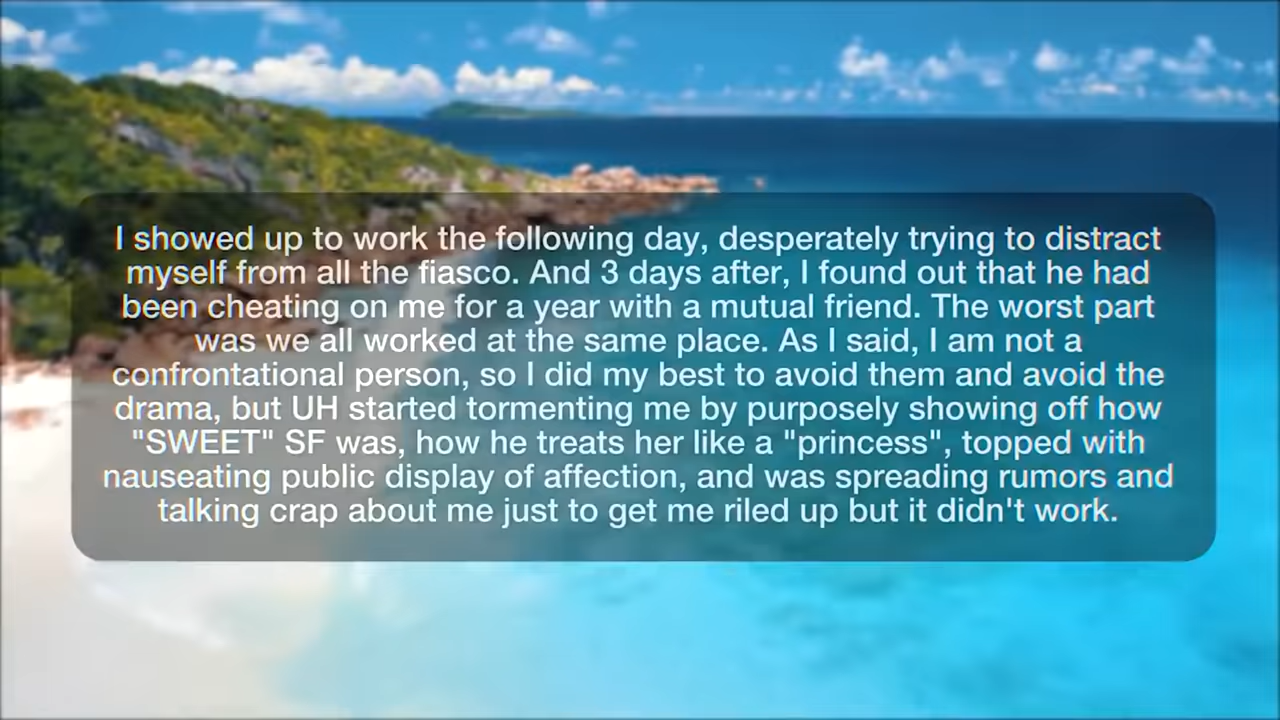 I showed up to work the following day, desperately trying to distract
myself from all the fiasco. And 3 days after, I found out that he had
been cheating on me for a year with a mutual friend. The worst part
was we all worked at the same place. As I said, I am not a
confrontational person, so I did my best to avoid them and avoid the
drama, but UH started tormenting me by purposely showing off how
"SWEET" SF was, how he treats her like a "princess", topped with
nauseating public display of affection, and was spreading rumors and
talking crap about me just to get me riled up but it didn't work.